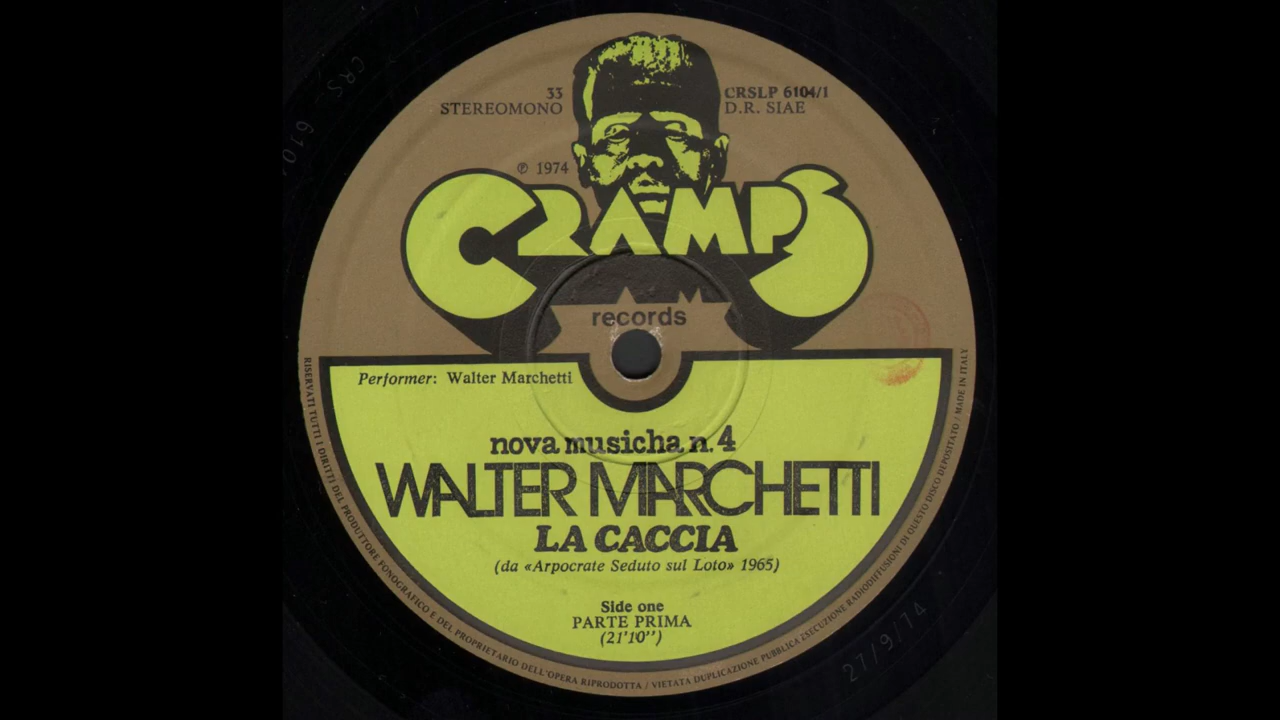 33
STEREOMONO
CRSLP 6104/1
D.R. SIAE
℗ 1974
CRAMPS
records
Performer: Walter Marchetti
nova musicha n. 4
WALTER MARCHETTI
LA CACCIA
(da «Arpocrate Seduto sul Loto» 1965)
Side one
PARTE PRIMA
(21'10")
RISERVATI TUTTI I DIRITTI DEL PRODUTTORE FONOGRAFICO E DEL PROPRIETARIO DELL'OPERA RIPRODOTTA / VIETATA DUPLICAZIONE PUBBLICA ESECUZIONE RADIODIFFUSIONI DI QUESTO DISCO DEPOSITATO / MADE IN ITALY
27/9/74
CRS